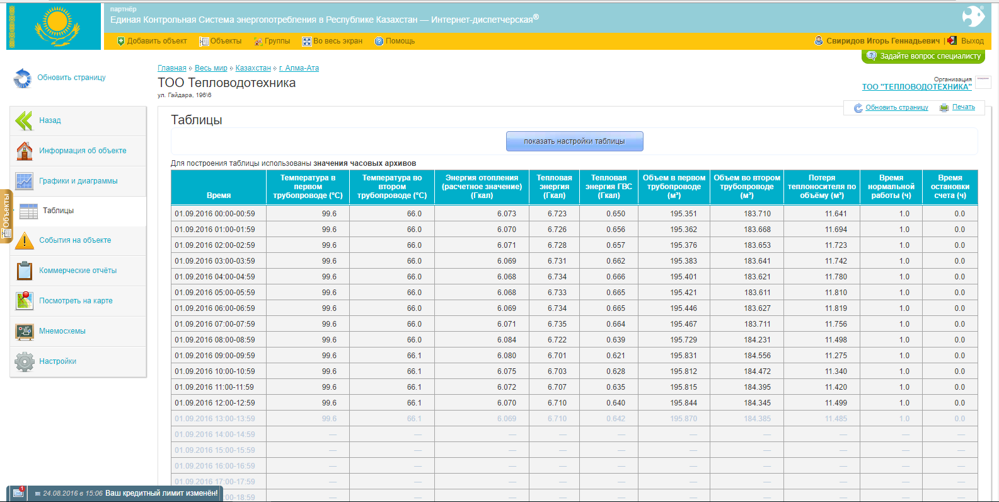 партнёр
Единая Контрольная Система энергопотребления в Республике Казахстан — Интернет-диспетчерская®
Добавить объект Объекты Группы Во весь экран Помощь Свиридов Игорь Геннадьевич | Выход
Задайте вопрос специалисту
Обновить страницу
Главная Весь мир Казахстан г. Алма-Ата
ТОО Тепловодотехника
ул. Гайдара, 196\6
Организация
ТОО "ТЕПЛОВОДОТЕХНИКА"
Обновить страницу Печать
Назад
Информация об объекте
Графики и диаграммы
Таблицы
События на объекте
Коммерческие отчёты
Посмотреть на карте
Мнемосхемы
Настройки
Объекты
Таблицы
показать настройки таблицы
Для построения таблицы использованы значения часовых архивов
Время
Температура в первом трубопроводе (°C)
Температура во втором трубопроводе (°C)
Энергия отопления (расчетное значение) (Гкал)
Тепловая энергия (Гкал)
Тепловая энергия ГВС (Гкал)
Объем в первом трубопроводе (м³)
Объем во втором трубопроводе (м³)
Потеря теплоносителя по объёму (м³)
Время нормальной работы (ч)
Время остановки счета (ч)
01.09.2016 00:00-00:59 99.6 66.0 6.073 6.723 0.650 195.351 183.710 11.641 1.0 0.0
01.09.2016 01:00-01:59 99.6 66.0 6.070 6.726 0.656 195.362 183.668 11.694 1.0 0.0
01.09.2016 02:00-02:59 99.6 66.0 6.071 6.728 0.657 195.376 183.653 11.723 1.0 0.0
01.09.2016 03:00-03:59 99.6 66.0 6.069 6.731 0.662 195.383 183.641 11.742 1.0 0.0
01.09.2016 04:00-04:59 99.6 66.0 6.068 6.734 0.666 195.401 183.621 11.780 1.0 0.0
01.09.2016 05:00-05:59 99.6 66.0 6.068 6.733 0.665 195.421 183.611 11.810 1.0 0.0
01.09.2016 06:00-06:59 99.6 66.0 6.069 6.734 0.665 195.446 183.627 11.819 1.0 0.0
01.09.2016 07:00-07:59 99.6 66.0 6.071 6.735 0.664 195.467 183.711 11.756 1.0 0.0
01.09.2016 08:00-08:59 99.6 66.0 6.084 6.722 0.639 195.729 184.231 11.498 1.0 0.0
01.09.2016 09:00-09:59 99.6 66.1 6.080 6.701 0.621 195.831 184.556 11.275 1.0 0.0
01.09.2016 10:00-10:59 99.6 66.1 6.075 6.703 0.628 195.812 184.472 11.340 1.0 0.0
01.09.2016 11:00-11:59 99.6 66.1 6.072 6.707 0.635 195.815 184.395 11.420 1.0 0.0
01.09.2016 12:00-12:59 99.6 66.1 6.070 6.710 0.640 195.844 184.345 11.499 1.0 0.0
01.09.2016 13:00-13:59 99.6 66.1 6.069 6.710 0.642 195.870 184.385 11.485 1.0 0.0
01.09.2016 14:00-14:59 — — — — — — — — — —
01.09.2016 15:00-15:59 — — — — — — — — — —
01.09.2016 16:00-16:59 — — — — — — — — — —
01.09.2016 17:00-17:59 — — — — — — — — — —
:00-18:59 — — — — — — — — — —
1 24.08.2016 в 15:06 Ваш кредитный лимит изменён!